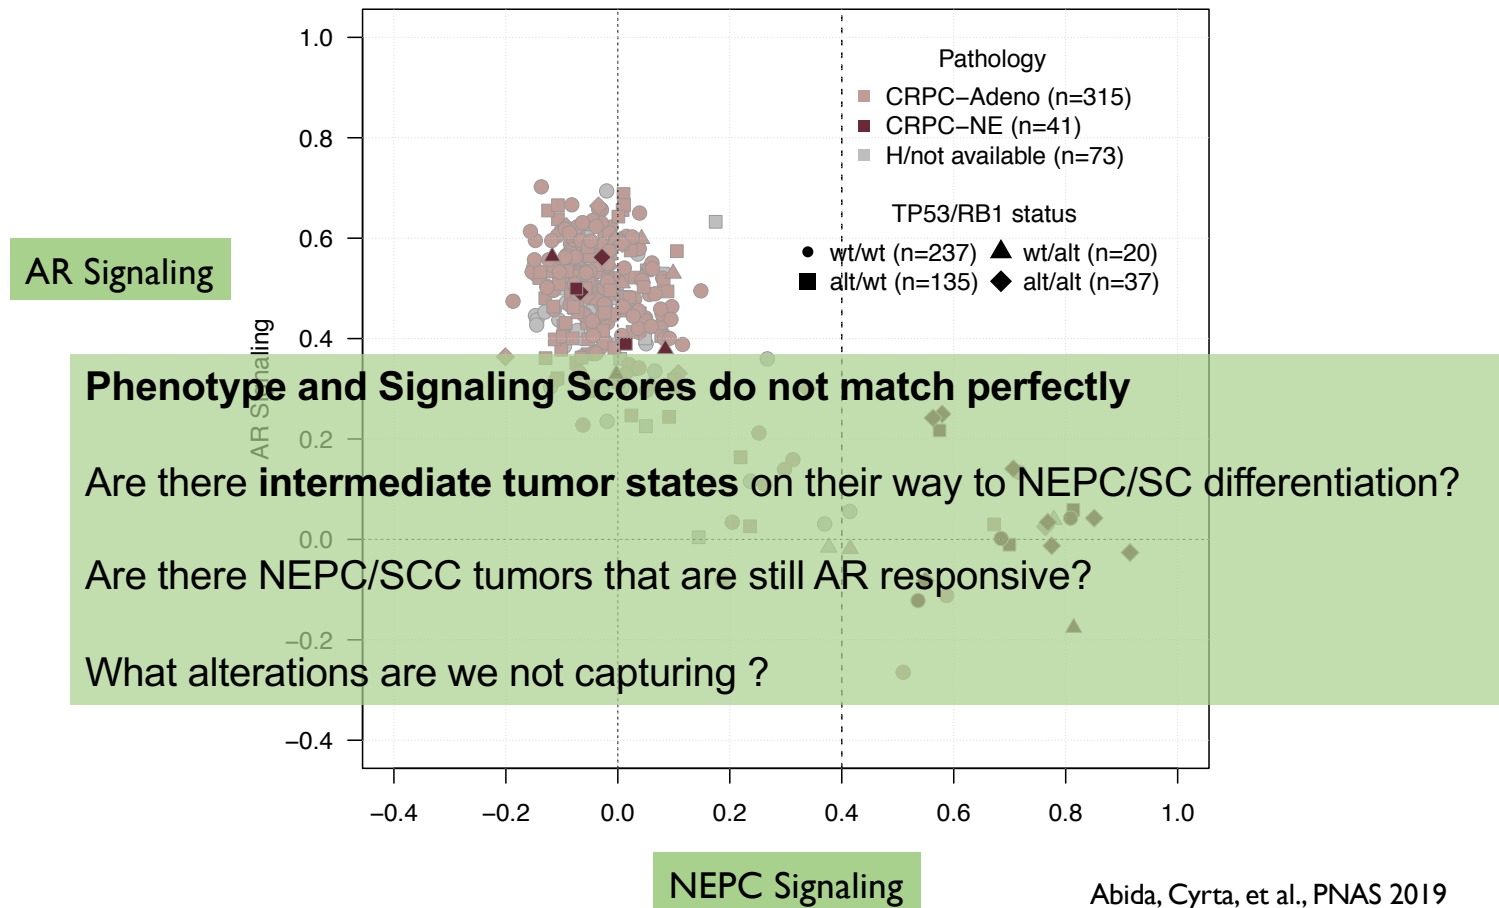 1.0
0.8
0.6
0.4
0.2
0.0
−0.2
−0.4
AR Signaling
AR Signaling
Pathology
CRPC−Adeno (n=315)
CRPC−NE (n=41)
H/not available (n=73)
TP53/RB1 status
wt/wt (n=237) wt/alt (n=20)
alt/wt (n=135) alt/alt (n=37)
Phenotype and Signaling Scores do not match perfectly
Are there intermediate tumor states on their way to NEPC/SC differentiation?
Are there NEPC/SCC tumors that are still AR responsive?
What alterations are we not capturing ?
−0.4 −0.2 0.0 0.2 0.4 0.6 0.8 1.0
NEPC Signaling
Abida, Cyrta, et al., PNAS 2019